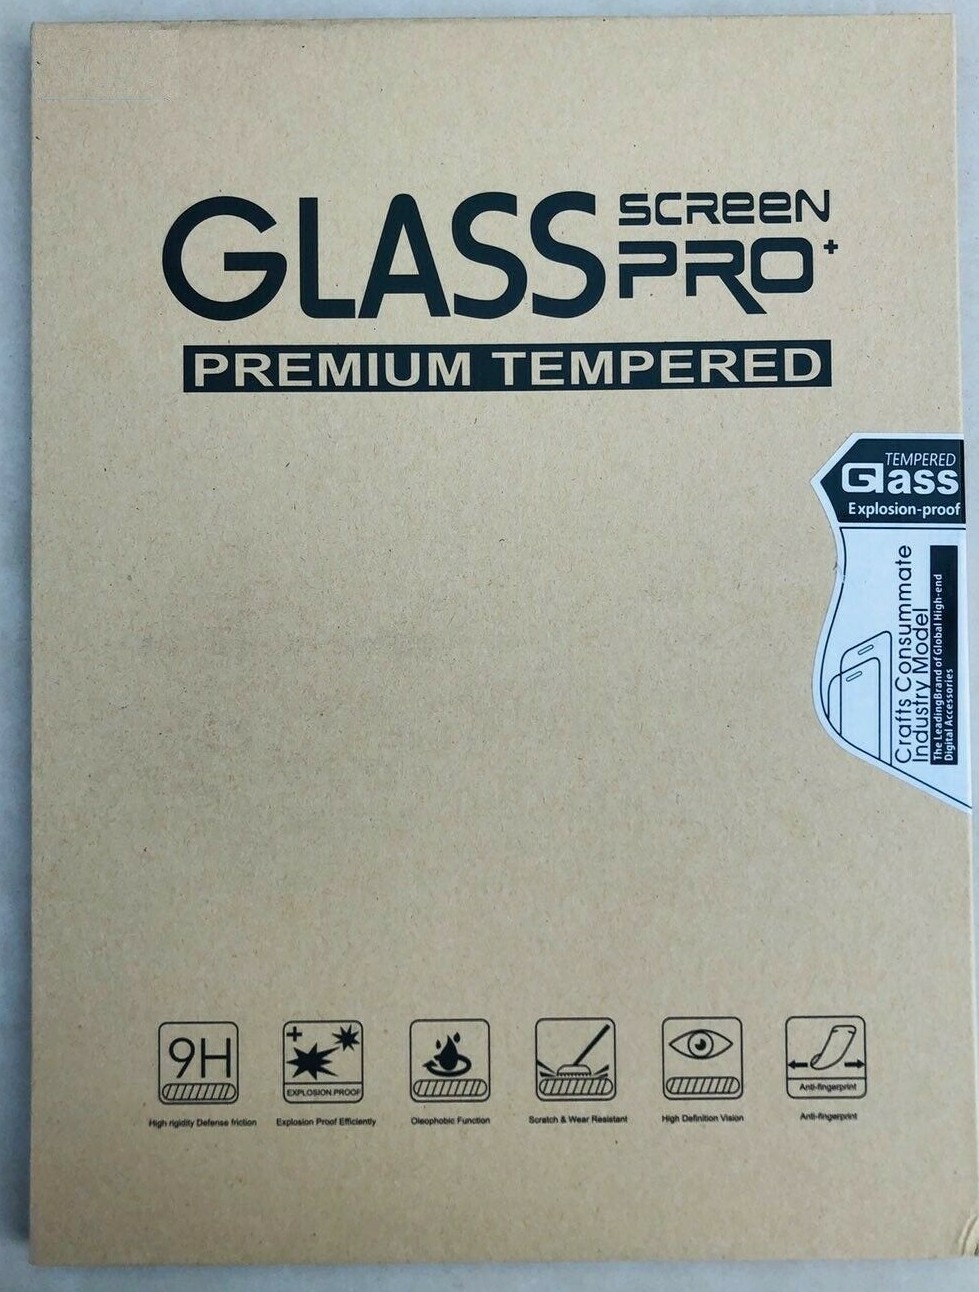 GLASS SCReeN
PRO+
PREMIUM TEMPERED
TEMPERED
Glass
Explosion-proof
Crafts Consummate
Industry Model
The LeadingBrand of Global High-end
Digital Accessories
9H
EXPLOSION PROOF
Anti-fingerprint
High rigidity Defense friction
Explosion Proof Efficiently
Oleophobic Function
Scratch & Wear Resistant
High Definition Vision
Anti-fingerprint